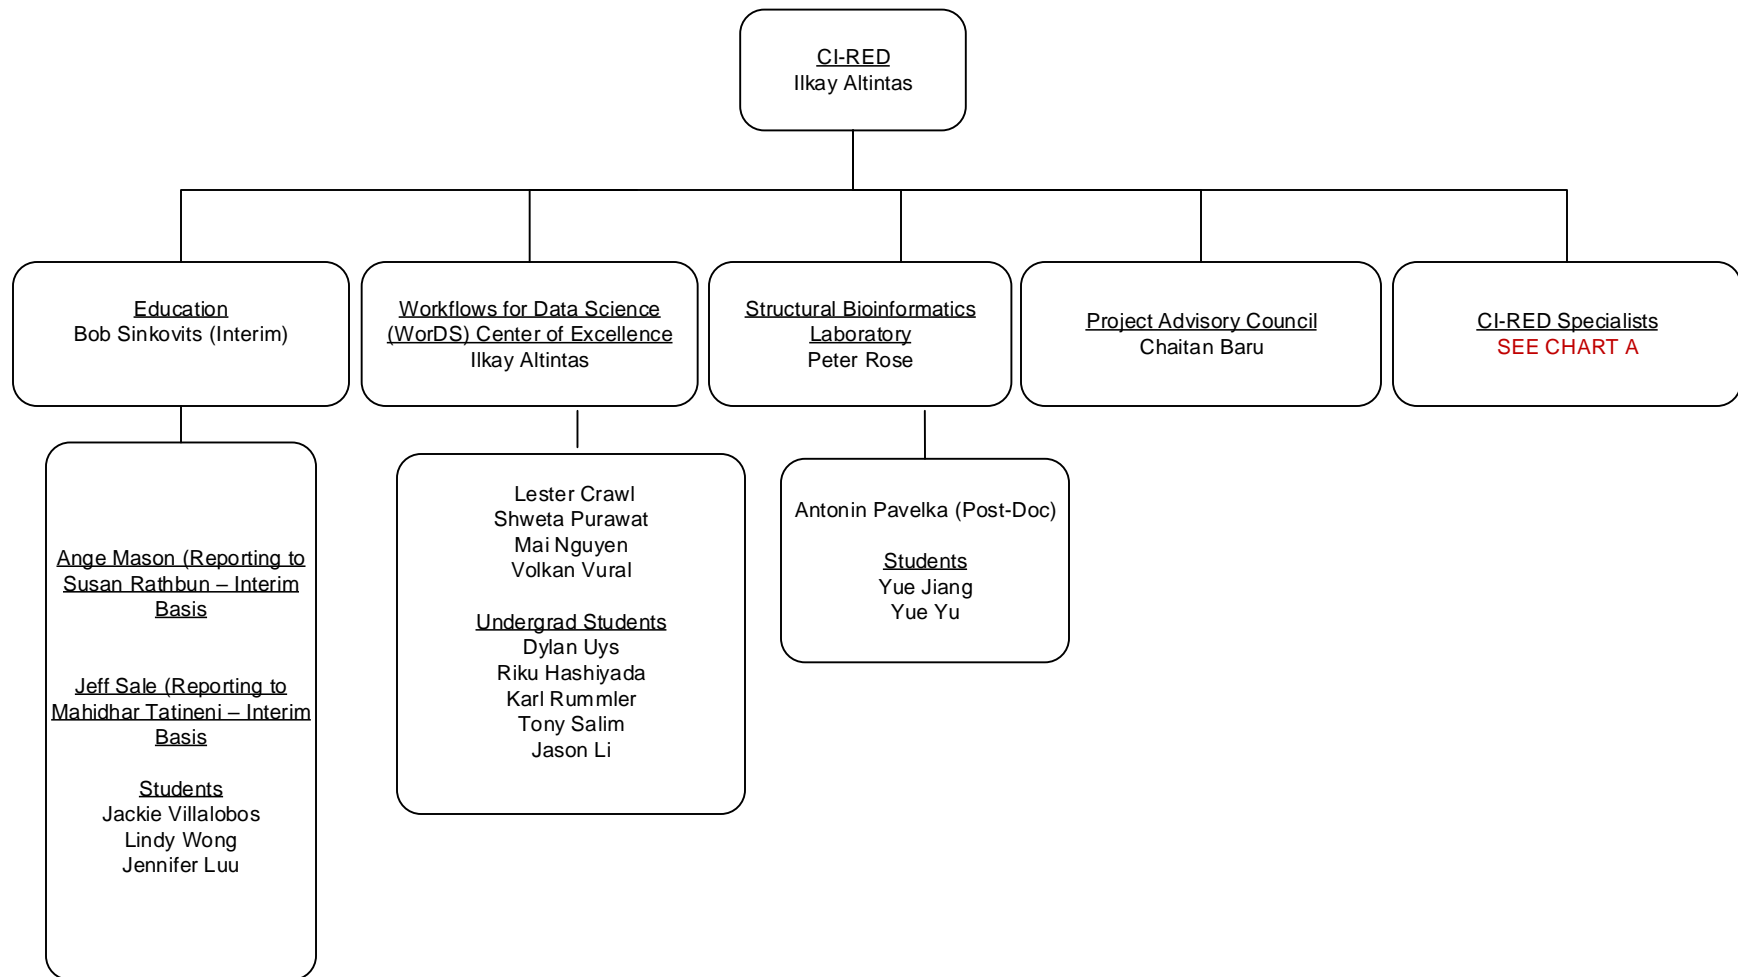 CI-RED
Ilkay Altintas
Education
Bob Sinkovits (Interim)
Workflows for Data Science
(WorDS) Center of Excellence
Ilkay Altintas
Structural Bioinformatics
Laboratory
Peter Rose
Project Advisory Council
Chaitan Baru
CI-RED Specialists
SEE CHART A
Ange Mason (Reporting to
Susan Rathbun – Interim
Basis
Jeff Sale (Reporting to
Mahidhar Tatineni – Interim
Basis
Students
Jackie Villalobos
Lindy Wong
Jennifer Luu
Lester Crawl
Shweta Purawat
Mai Nguyen
Volkan Vural
Undergrad Students
Dylan Uys
Riku Hashiyada
Karl Rummler
Tony Salim
Jason Li
Antonin Pavelka (Post-Doc)
Students
Yue Jiang
Yue Yu